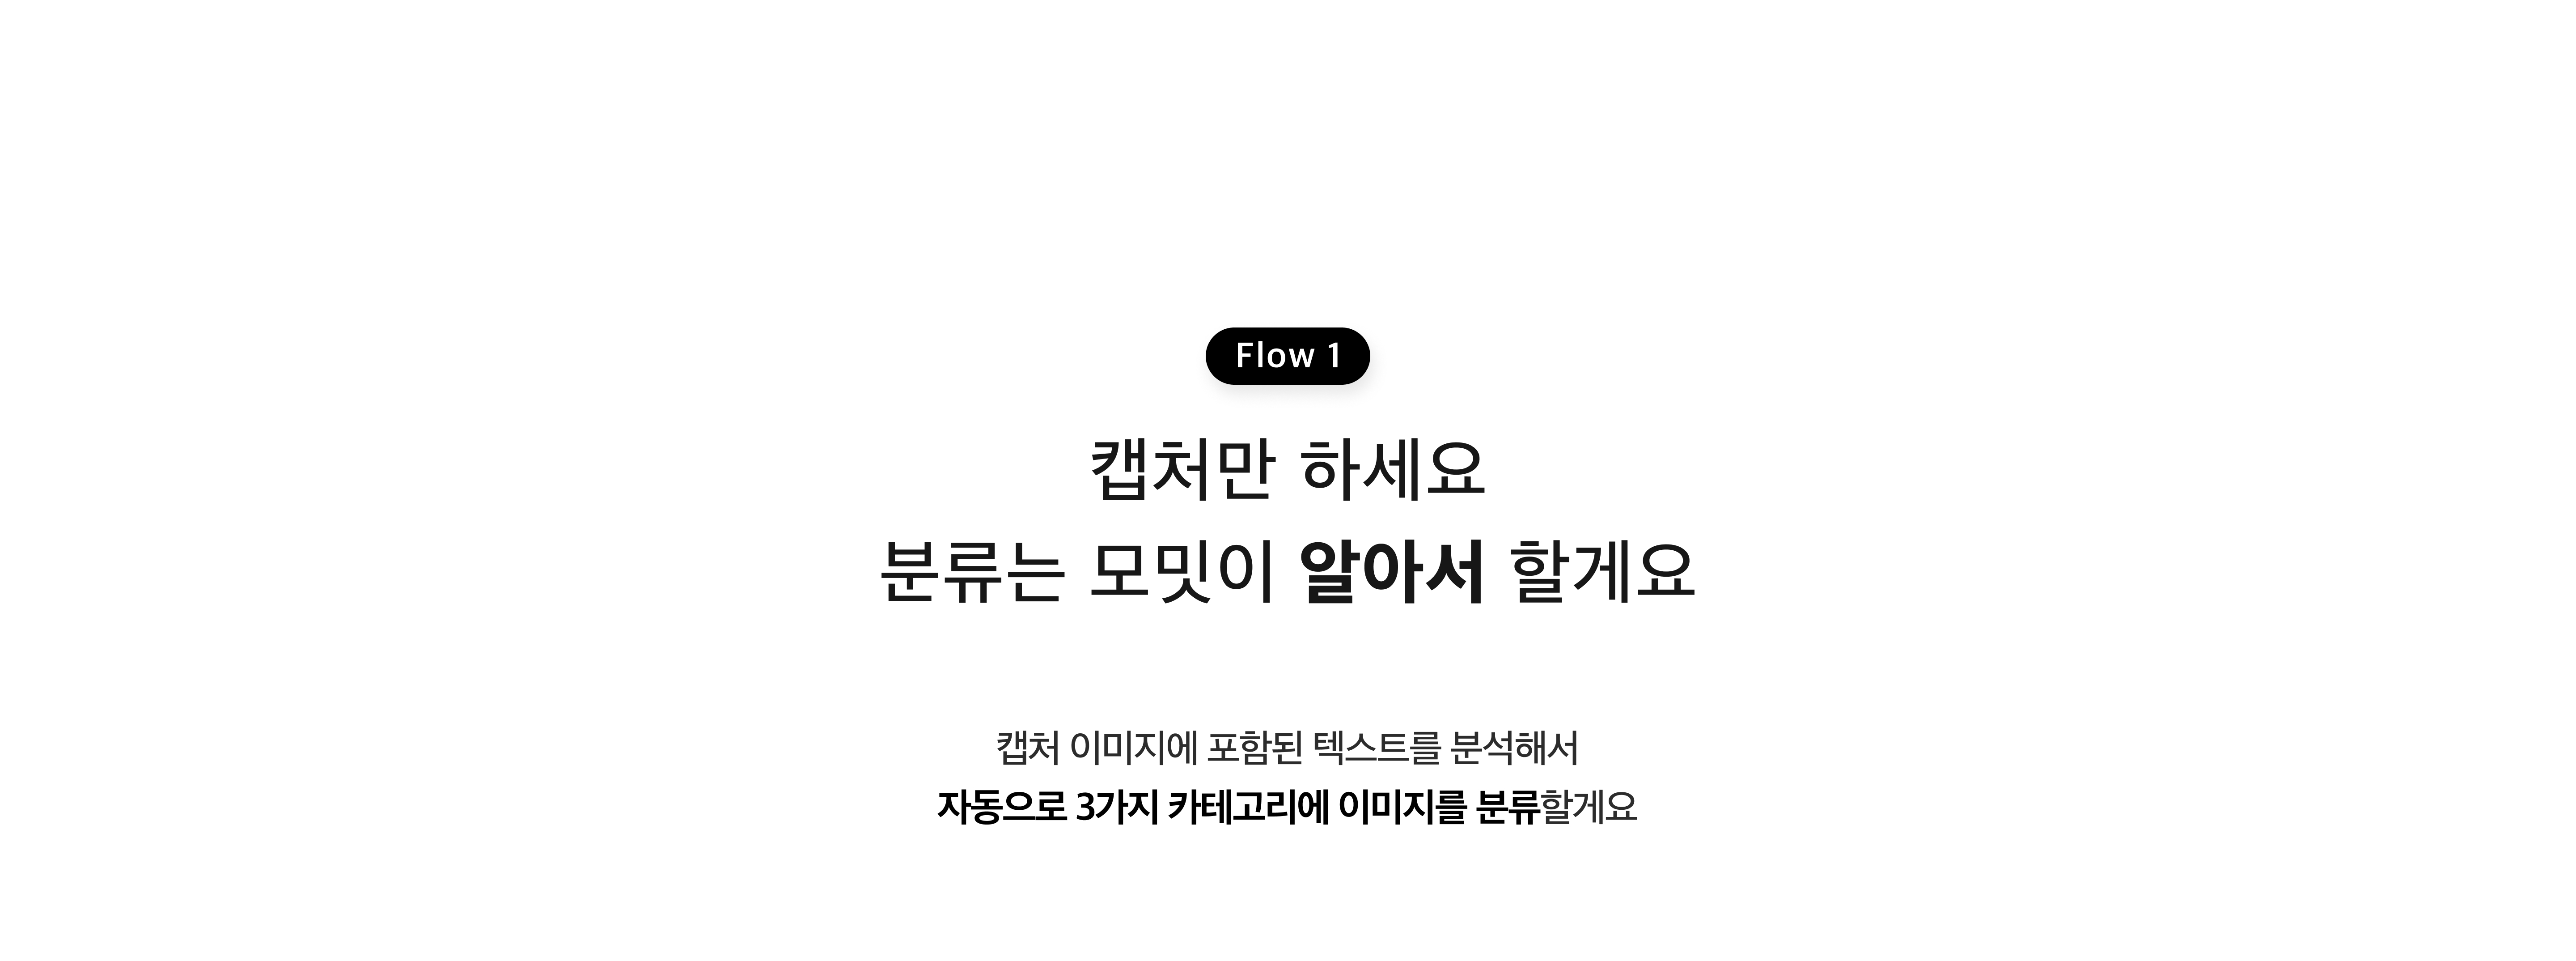 Flow 1
캡처만 하세요
분류는 모밋이 알아서 할게요
캡처 이미지에 포함된 텍스트를 분석해서
자동으로 3가지 카테고리에 이미지를 분류할게요